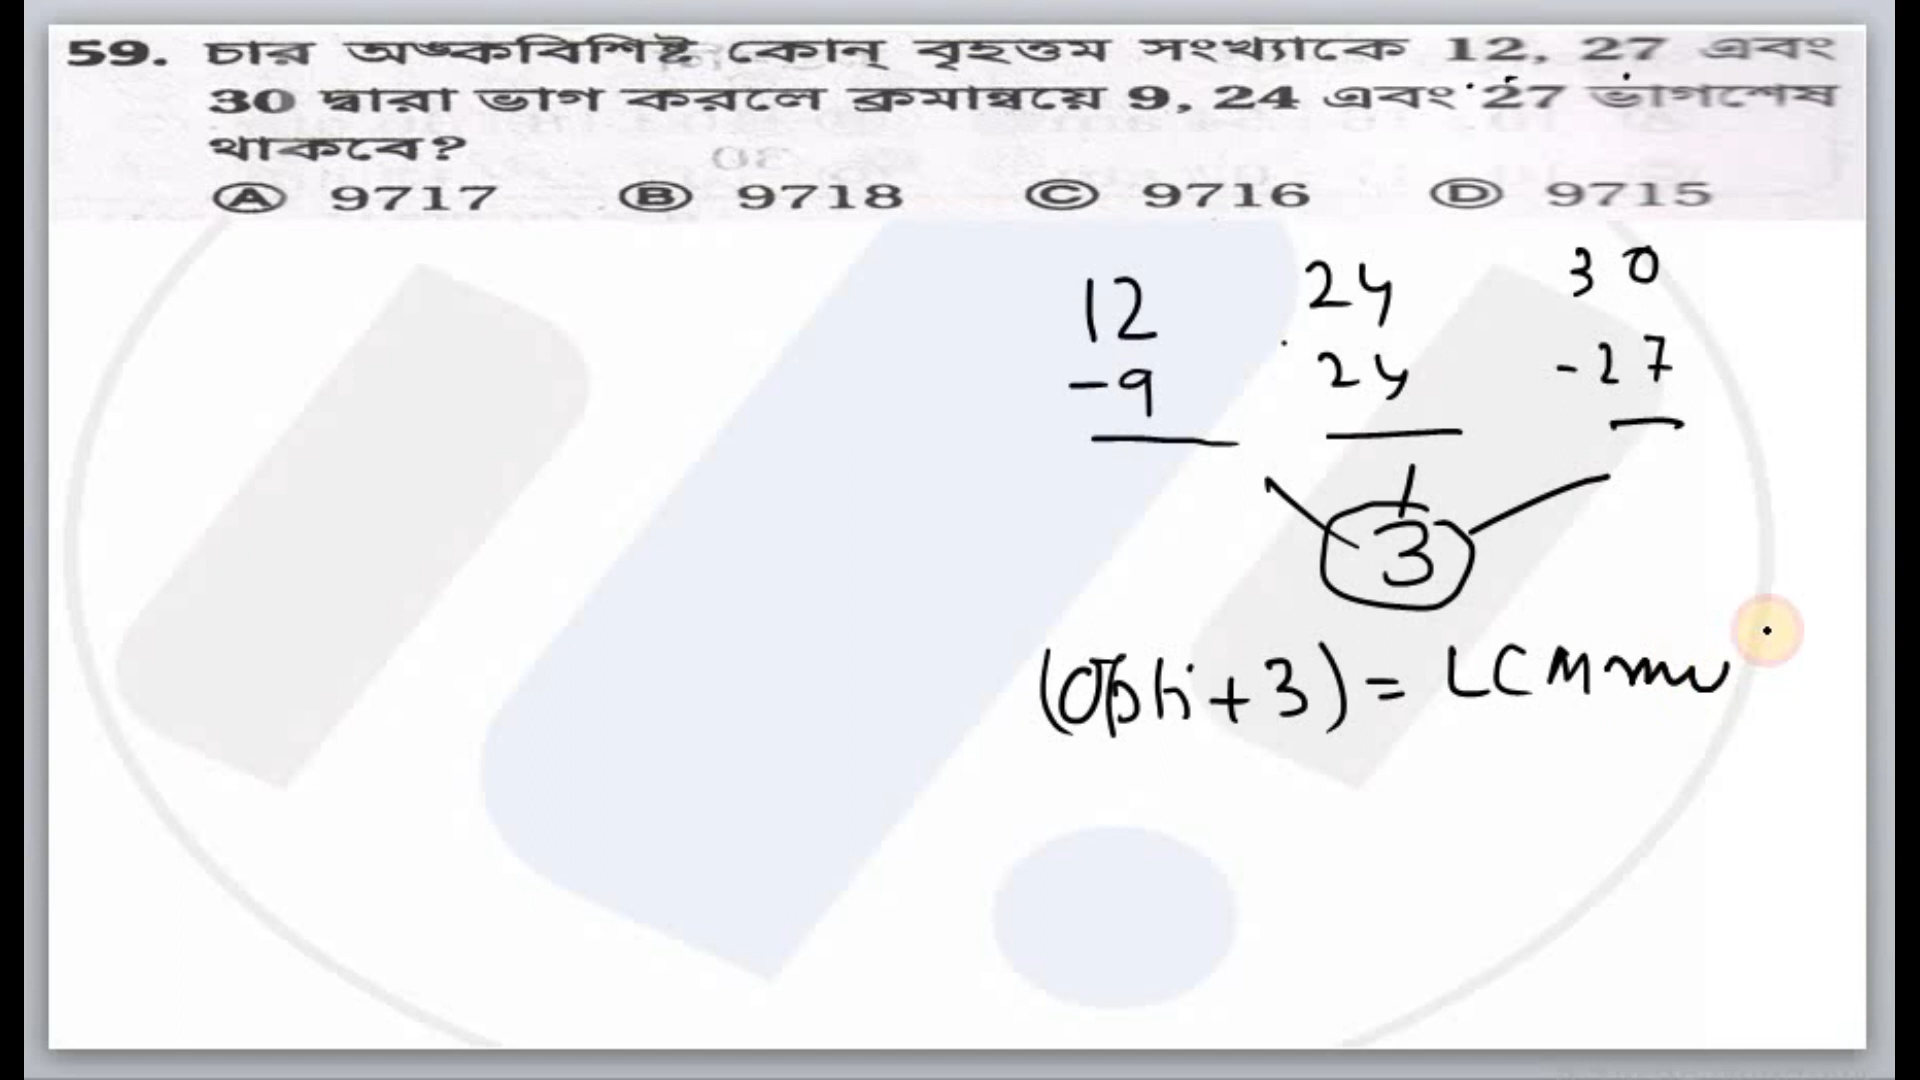 59. চার অঙ্কবিশিষ্ট কোন্ বৃহত্তম সংখ্যাকে 12, 27 এবং
30 দ্বারা ভাগ করলে ক্রমান্বয়ে 9, 24 এবং 27 ভাগশেষ
থাকবে?
Ⓐ 9717 Ⓑ 9718 Ⓒ 9716 Ⓓ 9715
12 24 30
-9 24 -27
3
+3) = LCM